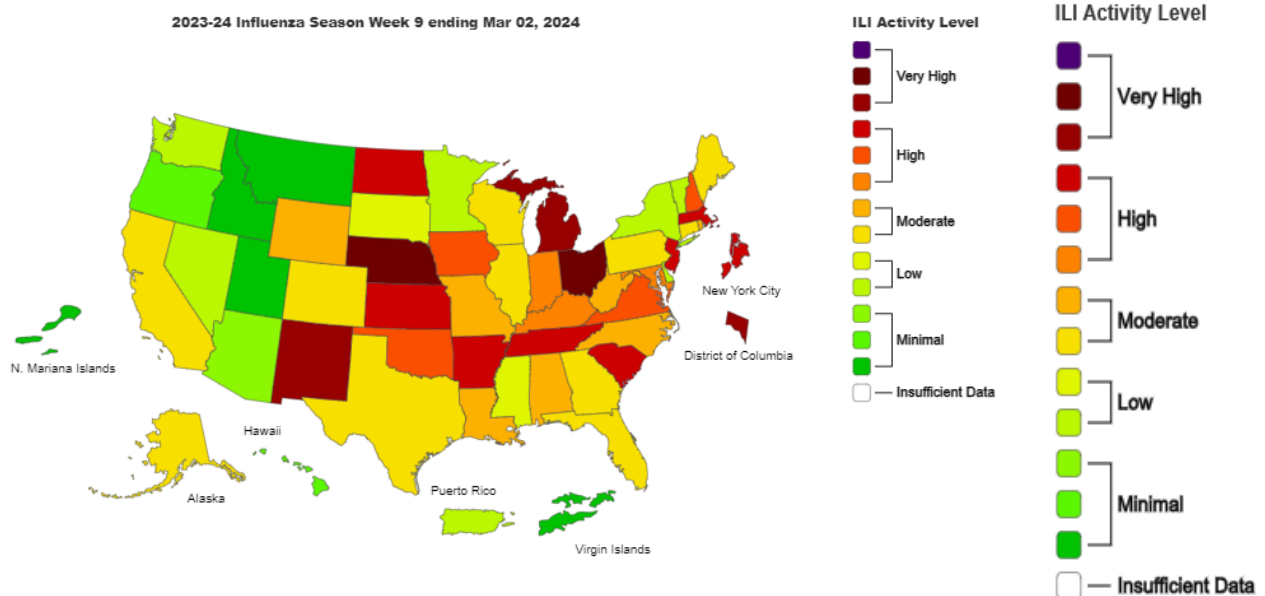 2023-24 Influenza Season Week 9 ending Mar 02, 2024
New York City
District of Columbia
N. Mariana Islands
Hawaii
Alaska
Puerto Rico
Virgin Islands
ILI Activity Level
Very High
High
Moderate
Low
Minimal
Insufficient Data
ILI Activity Level
Very High
High
Moderate
Low
Minimal
Insufficient Data